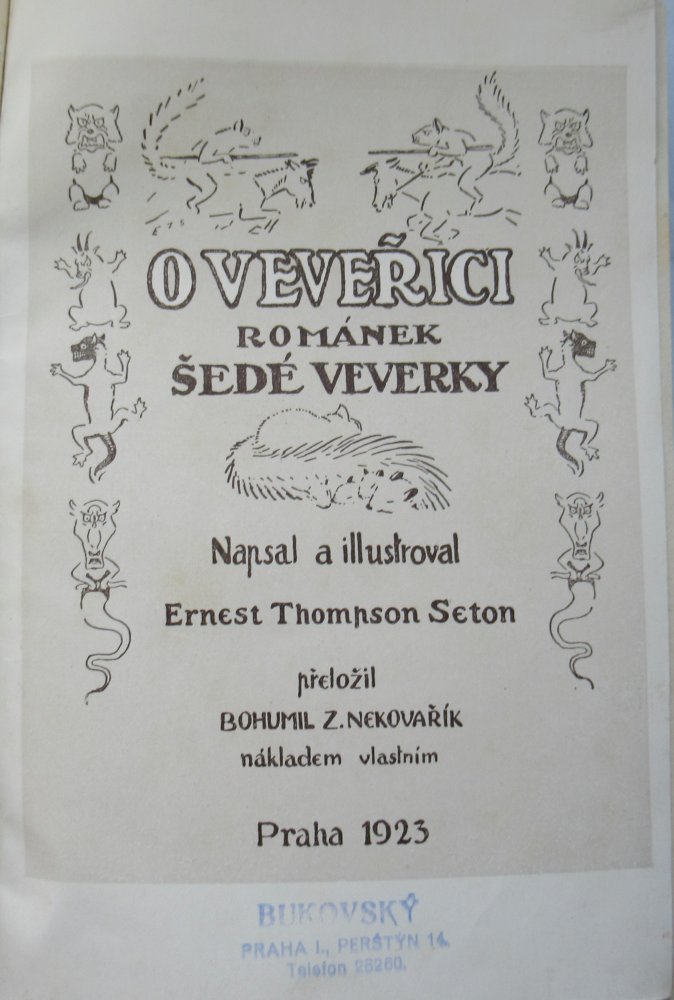 E T S
O VEVEŘICI
ROMÁNEK
ŠEDÉ VEVERKY
Napsal a illustroval
Ernest Thompson Seton
přeložil
BOHUMIL Z. NEKOVAŘÍK
nákladem vlastním
Praha 1923
BUKOVSKÝ
PRAHA I., PERŠTÝN 14.
Telefon 26260.